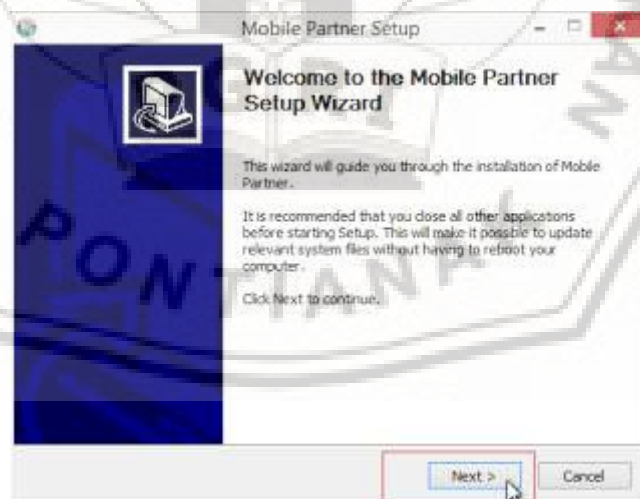 Mobile Partner Setup
Welcome to the Mobile Partner
Setup Wizard
This wizard will guide you through the installation of Mobile
Partner.
It is recommended that you close all other applications
before starting Setup. This will make it possible to update
relevant system files without having to reboot your
computer.
Click Next to continue.
PONTIANAK
Next >
Cancel